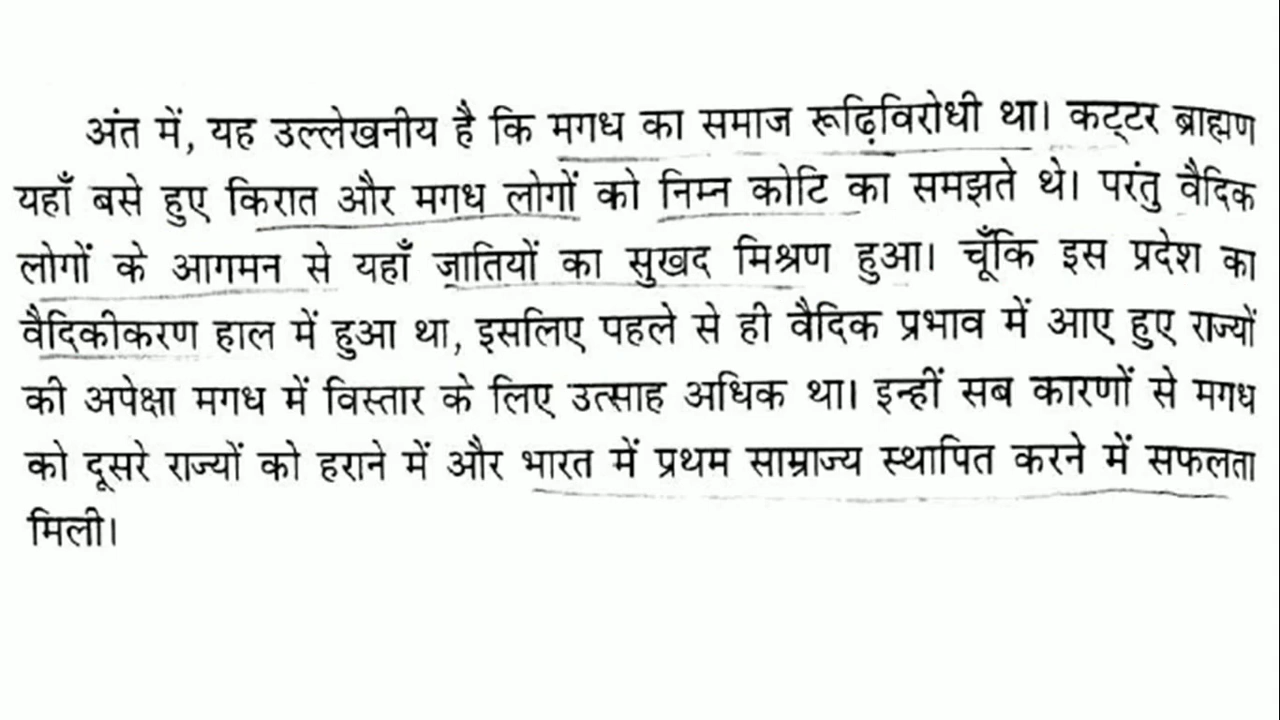 अंत में, यह उल्लेखनीय है कि मगध का समाज रूढ़िविरोधी था। कट्टर ब्राह्मण
यहाँ बसे हुए किरात और मगध लोगों को निम्न कोटि का समझते थे। परंतु वैदिक
लोगों के आगमन से यहाँ जातियों का सुखद मिश्रण हुआ। चूँकि इस प्रदेश का
वैदिकीकरण हाल में हुआ था, इसलिए पहले से ही वैदिक प्रभाव में आए हुए राज्यों
की अपेक्षा मगध में विस्तार के लिए उत्साह अधिक था। इन्हीं सब कारणों से मगध
को दूसरे राज्यों को हराने में और भारत में प्रथम साम्राज्य स्थापित करने में सफलता
मिली।